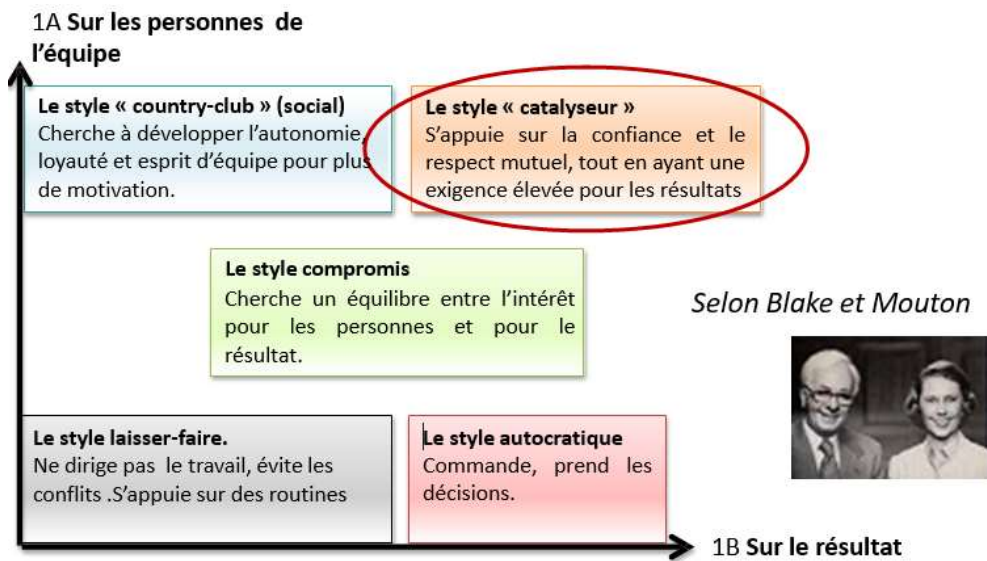 1A Sur les personnes de
l’équipe
Le style « country-club » (social)
Cherche à développer l’autonomie,
loyauté et esprit d’équipe pour plus
de motivation.
Le style « catalyseur »
S’appuie sur la confiance et le
respect mutuel, tout en ayant une
exigence élevée pour les résultats
Le style compromis
Cherche un équilibre entre l’intérêt
pour les personnes et pour le
résultat.
Selon Blake et Mouton
Le style laisser-faire.
Ne dirige pas le travail, évite les
conflits .S’appuie sur des routines
Le style autocratique
Commande, prend les
décisions.
1B Sur le résultat